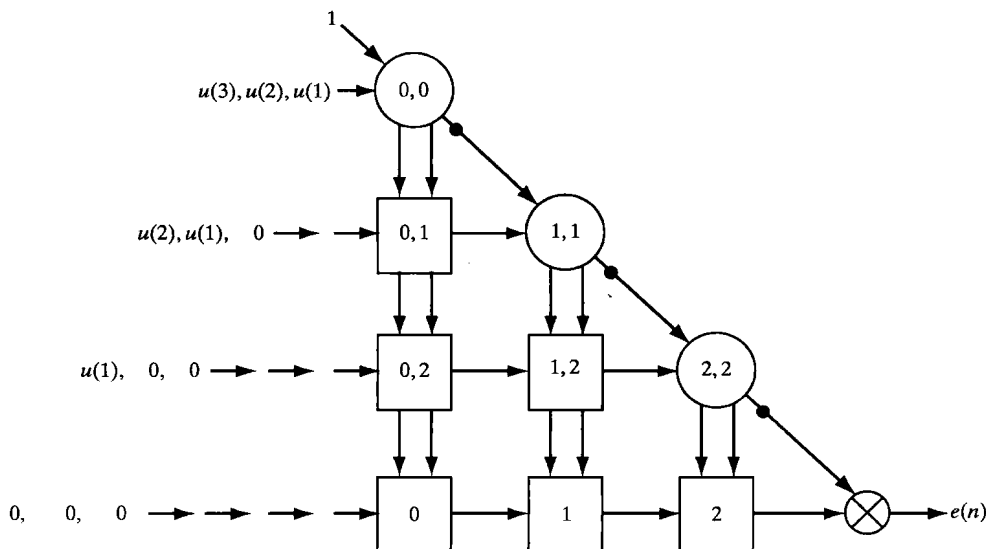 1
u(3), u(2), u(1)
0, 0
u(2), u(1), 0
0, 1
1, 1
u(1), 0, 0
0, 2
1, 2
2, 2
0, 0, 0
0
1
2
e(n)